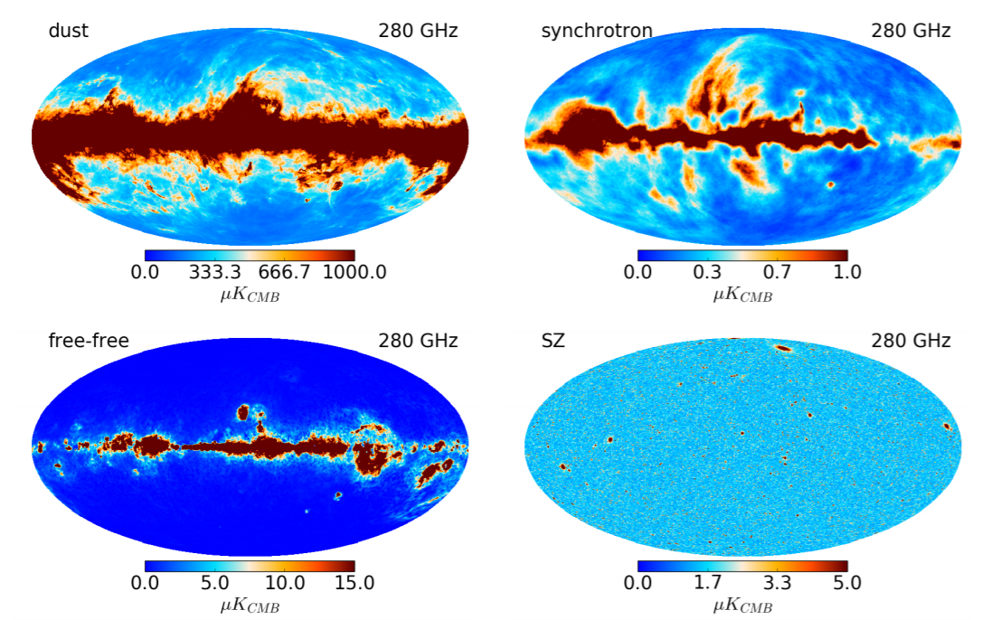 dust 280 GHz
synchrotron 280 GHz
0.0 333.3 666.7 1000.0
μK_CMB
0.0 0.3 0.7 1.0
μK_CMB
free-free 280 GHz
SZ 280 GHz
0.0 5.0 10.0 15.0
μK_CMB
0.0 1.7 3.3 5.0
μK_CMB